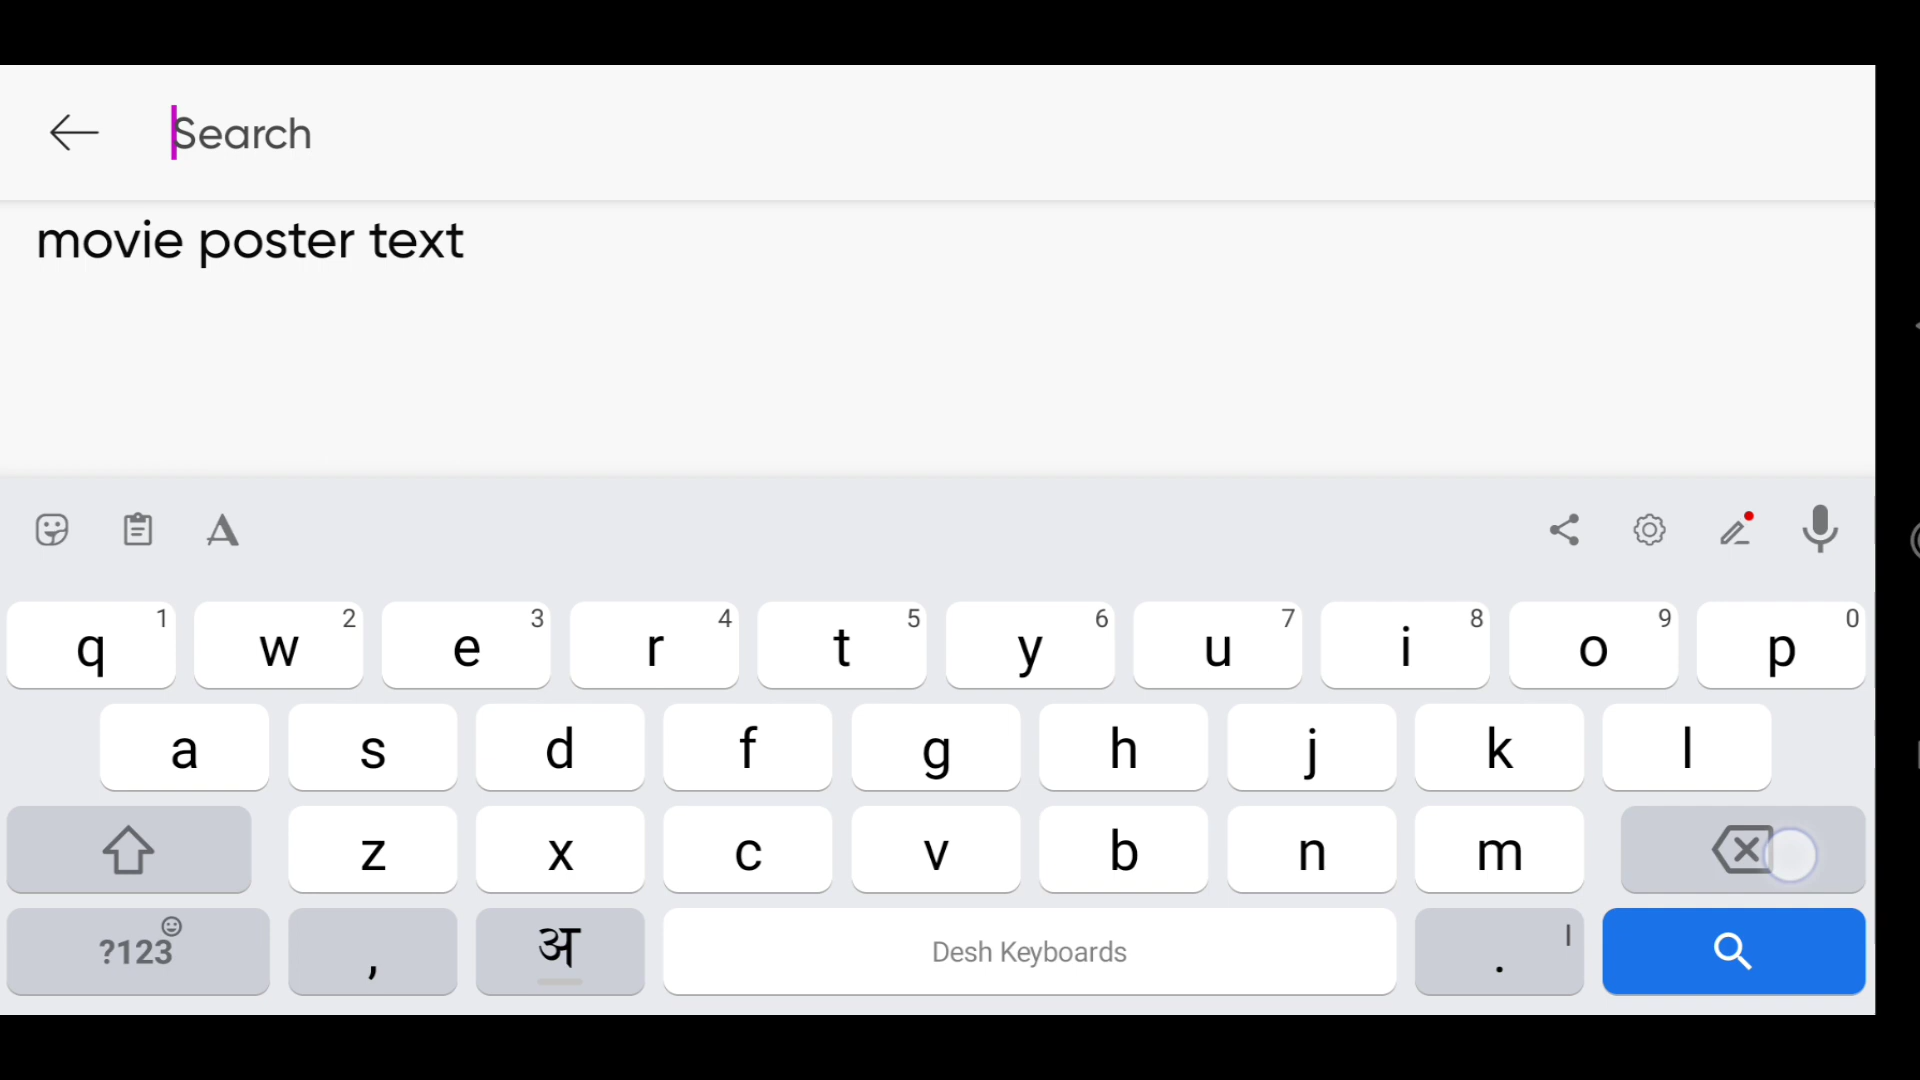 Search
movie poster text
q 1 w 2 e 3 r 4 t 5 y 6 u 7 i 8 o 9 p 0
a s d f g h j k l
z x c v b n m
?123 , अ Desh Keyboards . |